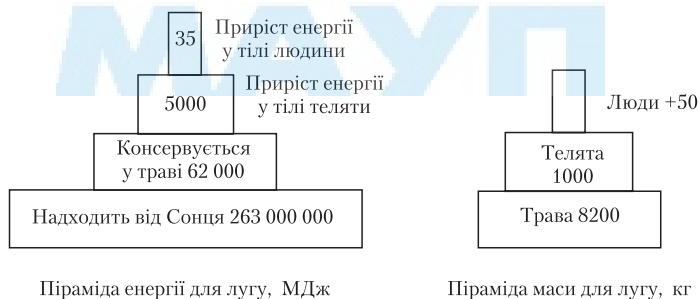 МАУП
35
Приріст енергії
у тілі людини
5000
Приріст енергії
у тілі теляти
Консервується
у траві 62 000
Надходить від Сонця 263 000 000
Піраміда енергії для лугу, МДж
Люди +50
Телята
1000
Трава 8200
Піраміда маси для лугу, кг